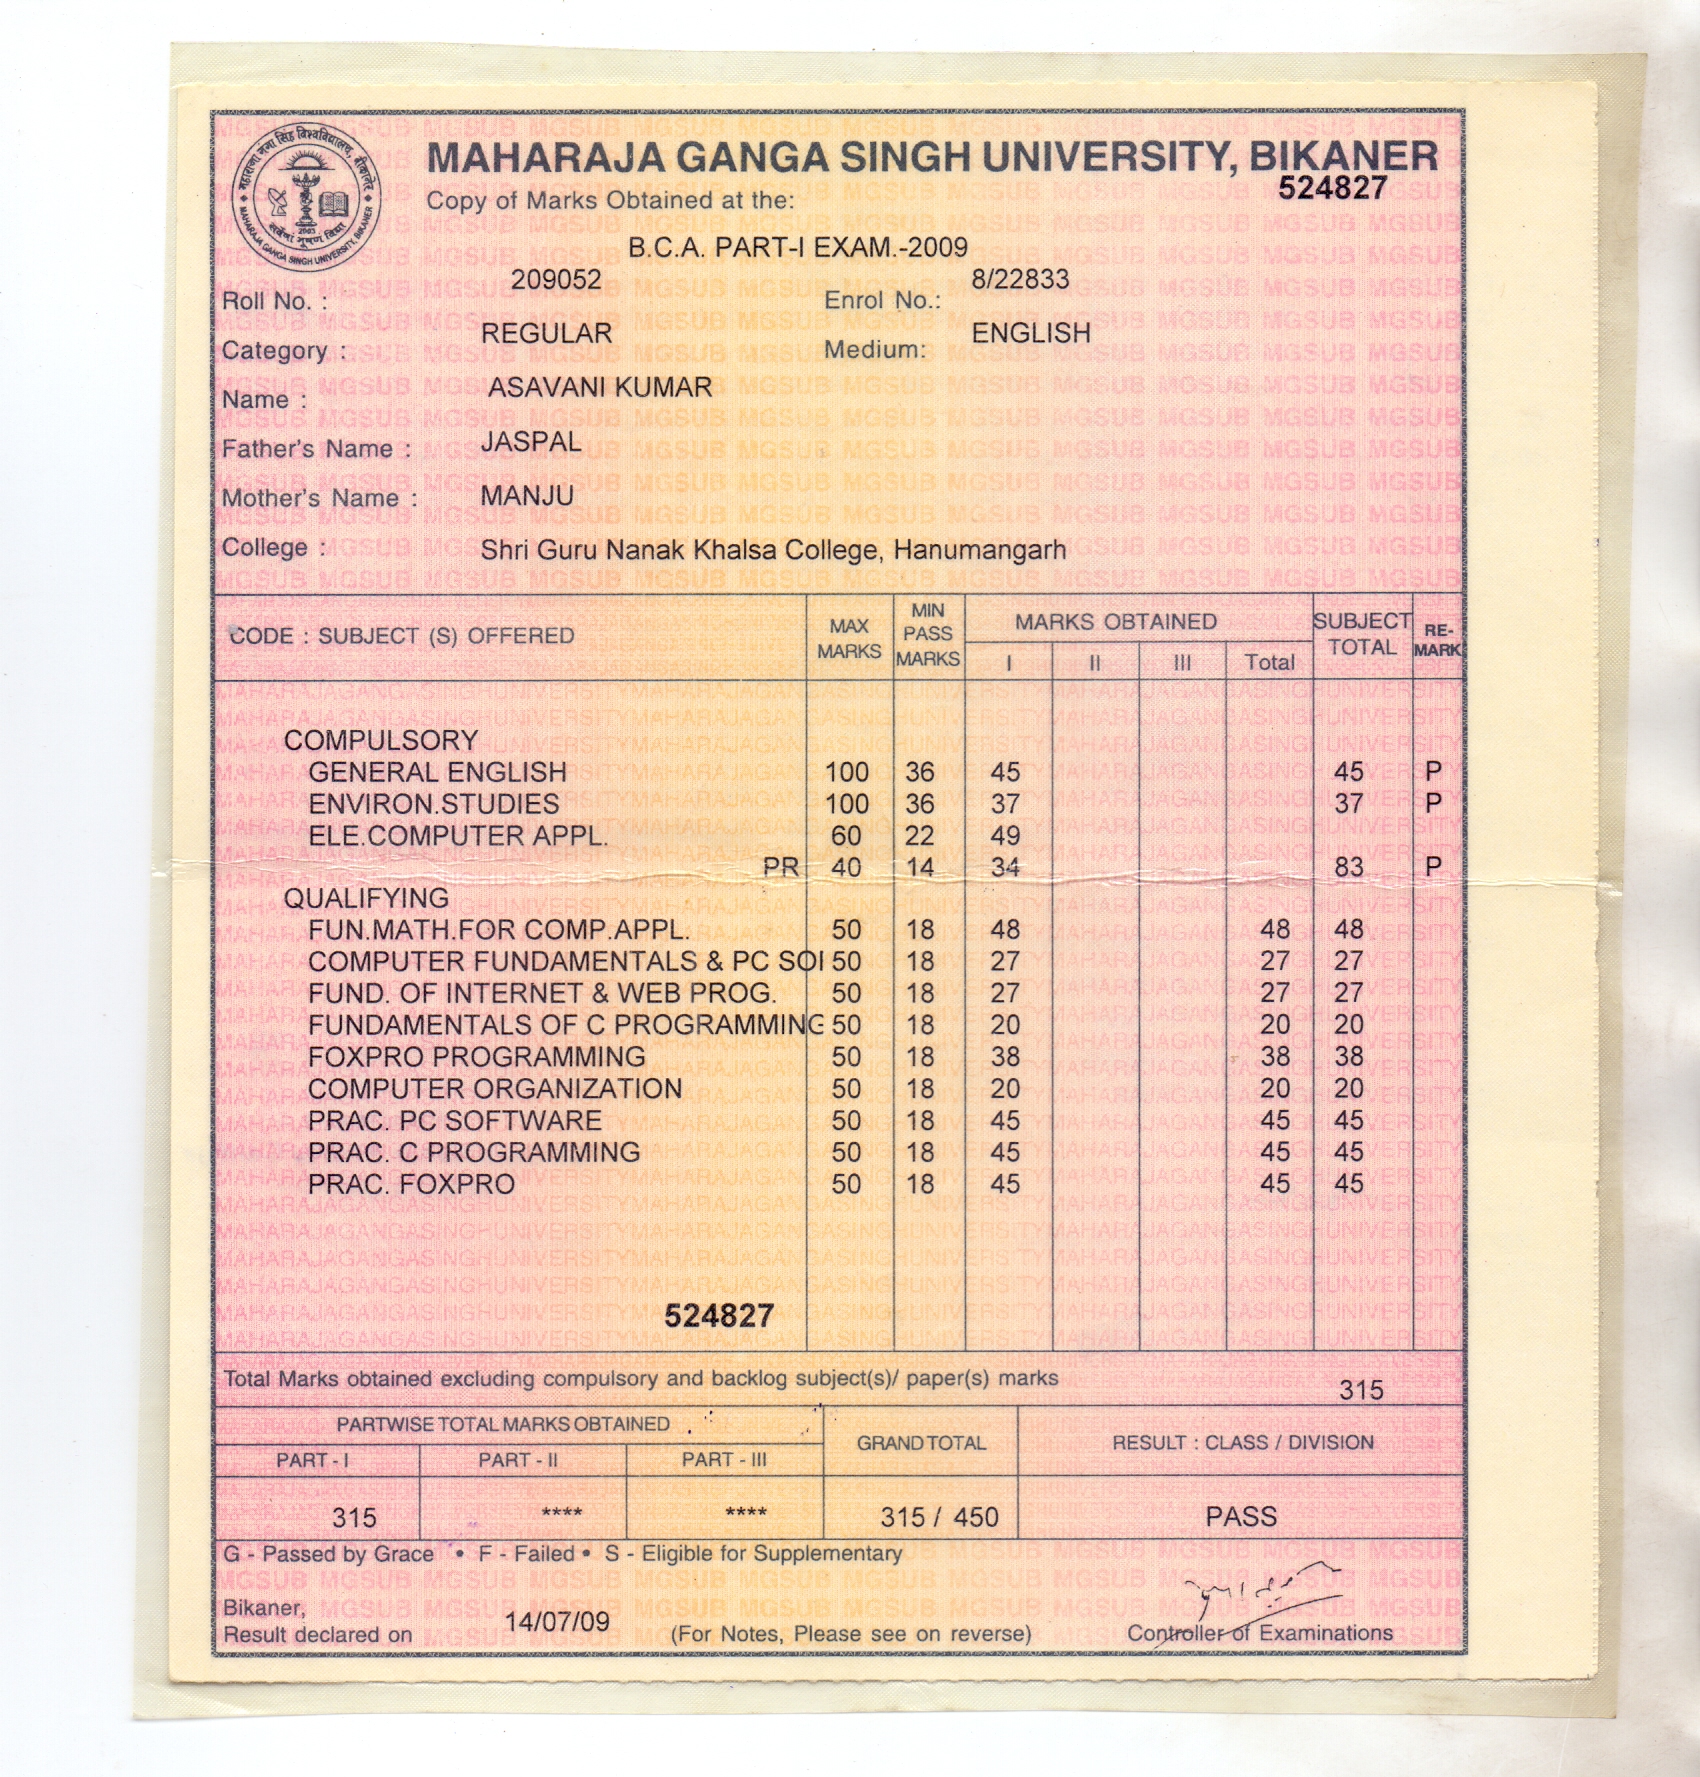 महाराजा गंगा सिंह विश्वविद्यालय, बीकानेर
2003
MAHARAJA GANGA SINGH UNIVERSITY, BIKANER
MAHARAJA GANGA SINGH UNIVERSITY, BIKANER
524827
Copy of Marks Obtained at the:
B.C.A. PART-I EXAM.-2009
Roll No. : 209052 Enrol No.: 8/22833
Category : REGULAR Medium: ENGLISH
Name : ASAVANI KUMAR
Father's Name : JASPAL
Mother's Name : MANJU
College : Shri Guru Nanak Khalsa College, Hanumangarh
CODE : SUBJECT (S) OFFERED MAX MARKS MIN PASS MARKS MARKS OBTAINED I II III Total SUBJECT TOTAL RE-MARK
COMPULSORY
GENERAL ENGLISH 100 36 45 45 P
ENVIRON.STUDIES 100 36 37 37 P
ELE.COMPUTER APPL. 60 22 49
PR 40 14 34 83 P
QUALIFYING
FUN.MATH.FOR COMP.APPL. 50 18 48 48 48
COMPUTER FUNDAMENTALS & PC SOI 50 18 27 27 27
FUND. OF INTERNET & WEB PROG. 50 18 27 27 27
FUNDAMENTALS OF C PROGRAMMING 50 18 20 20 20
FOXPRO PROGRAMMING 50 18 38 38 38
COMPUTER ORGANIZATION 50 18 20 20 20
PRAC. PC SOFTWARE 50 18 45 45 45
PRAC. C PROGRAMMING 50 18 45 45 45
PRAC. FOXPRO 50 18 45 45 45
524827
Total Marks obtained excluding compulsory and backlog subject(s)/ paper(s) marks 315
PARTWISE TOTAL MARKS OBTAINED GRAND TOTAL RESULT : CLASS / DIVISION
PART - I PART - II PART - III
315 **** **** 315 / 450 PASS
G - Passed by Grace • F - Failed • S - Eligible for Supplementary
Bikaner,
Result declared on 14/07/09 (For Notes, Please see on reverse) Controller of Examinations